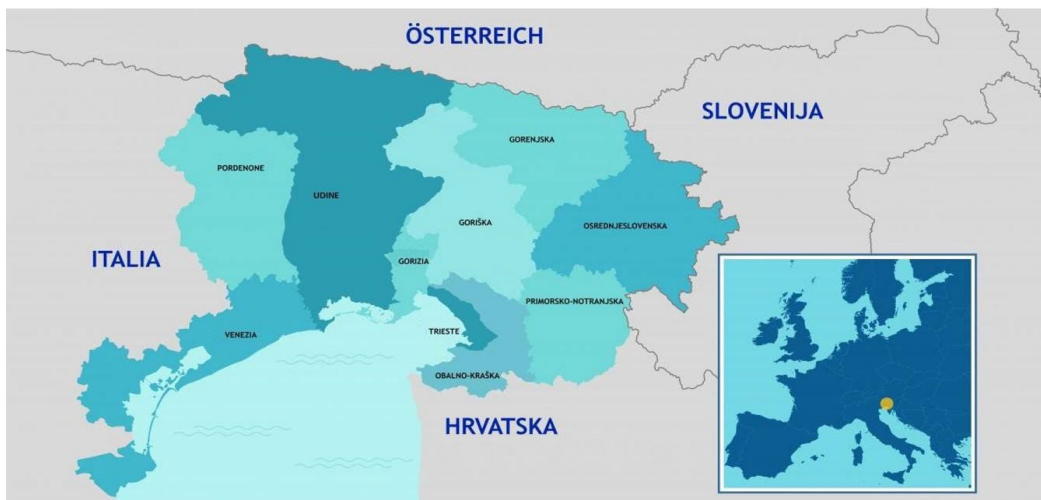 ÖSTERREICH
SLOVENIJA
GORENJSKA
PORDENONE
UDINE
GORIŠKA
OSREDNJESLOVENSKA
ITALIA
GORIZIA
PRIMORSKO-NOTRANJSKA
VENEZIA
TRIESTE
OBALNO-KRAŠKA
HRVATSKA